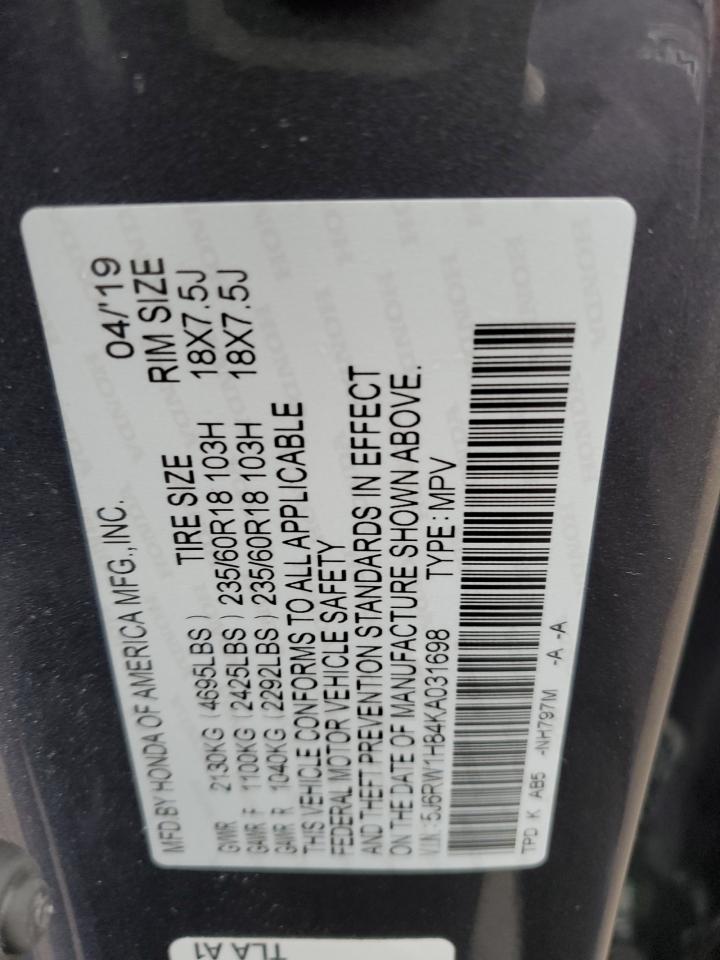 MFD BY HONDA OF AMERICA MFG., INC. 04/'19
TIRE SIZE RIM SIZE
GVWR 2130KG (4695LBS)
GAWR F 1100KG (2425LBS) 235/60R18 103H 18X7.5J
GAWR R 1040KG (2292LBS) 235/60R18 103H 18X7.5J
THIS VEHICLE CONFORMS TO ALL APPLICABLE
FEDERAL MOTOR VEHICLE SAFETY
AND THEFT PREVENTION STANDARDS IN EFFECT
ON THE DATE OF MANUFACTURE SHOWN ABOVE.
V.I.N.: 5J6RW1H84KA031698 TYPE: MPV
TPD K AB5 -NH797M -A -A
TLA A1